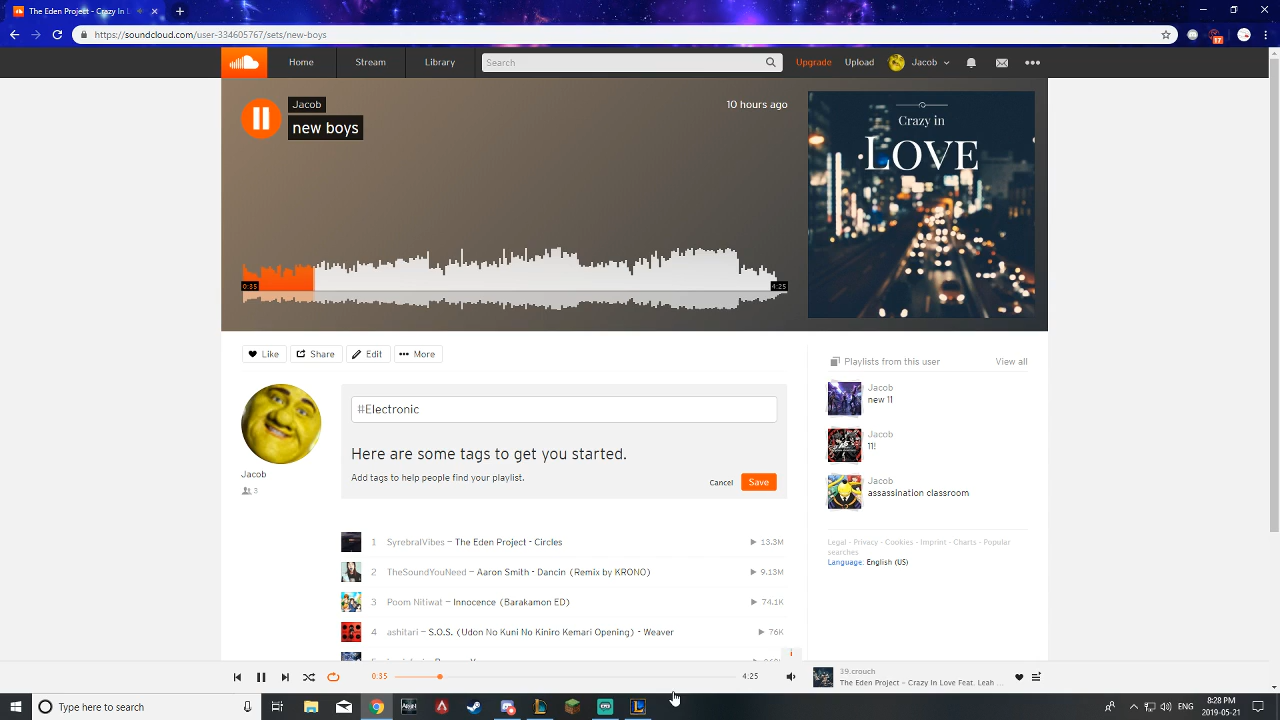 The Eden Project - Crazy In L
https://soundcloud.com/user-334605767/sets/new-boys
17
Home
Stream
Library
Search
Upgrade
Upload
Jacob
Jacob
new boys
10 hours ago
Crazy in
LOVE
0:35
4:25
Like
Share
Edit
More
Playlists from this user
View all
Jacob
new 11
Jacob
11!
Jacob
assassination classroom
Legal - Privacy - Cookies - Imprint - Charts - Popular
searches
Language: English (US)
Jacob
3
#Electronic
Here are some tags to get you started.
Add tags to help people find your playlist.
Cancel
Save
1 SyrebralVibes – The Eden Project - Circles 13.3M
2 TheSoundYouNeed – Aaron Smith - Dancin (Remix by KRONO) 9.13M
3 Poom Nitiwat – Innocence (Barakamon ED) 74.1K
4 ashitari – S.O.S. (Udon No Kuni No Kiniro Kemari Opening) - Weaver 76K
i
4:25
39.crouch
The Eden Project – Crazy In Love Feat. Leah ...
Type here to search
ENG
8:28 PM
2019-05-21